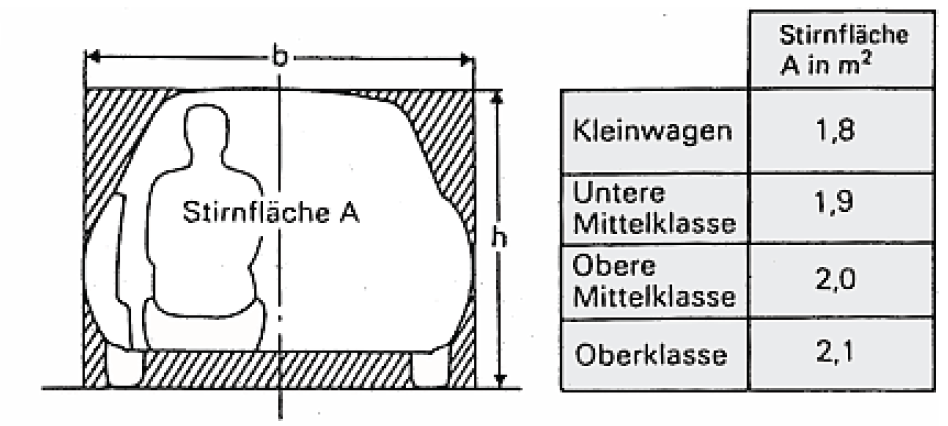 b
Stirnfläche A
h
Stirnfläche
A in m²
Kleinwagen 1,8
Untere
Mittelklasse 1,9
Obere
Mittelklasse 2,0
Oberklasse 2,1